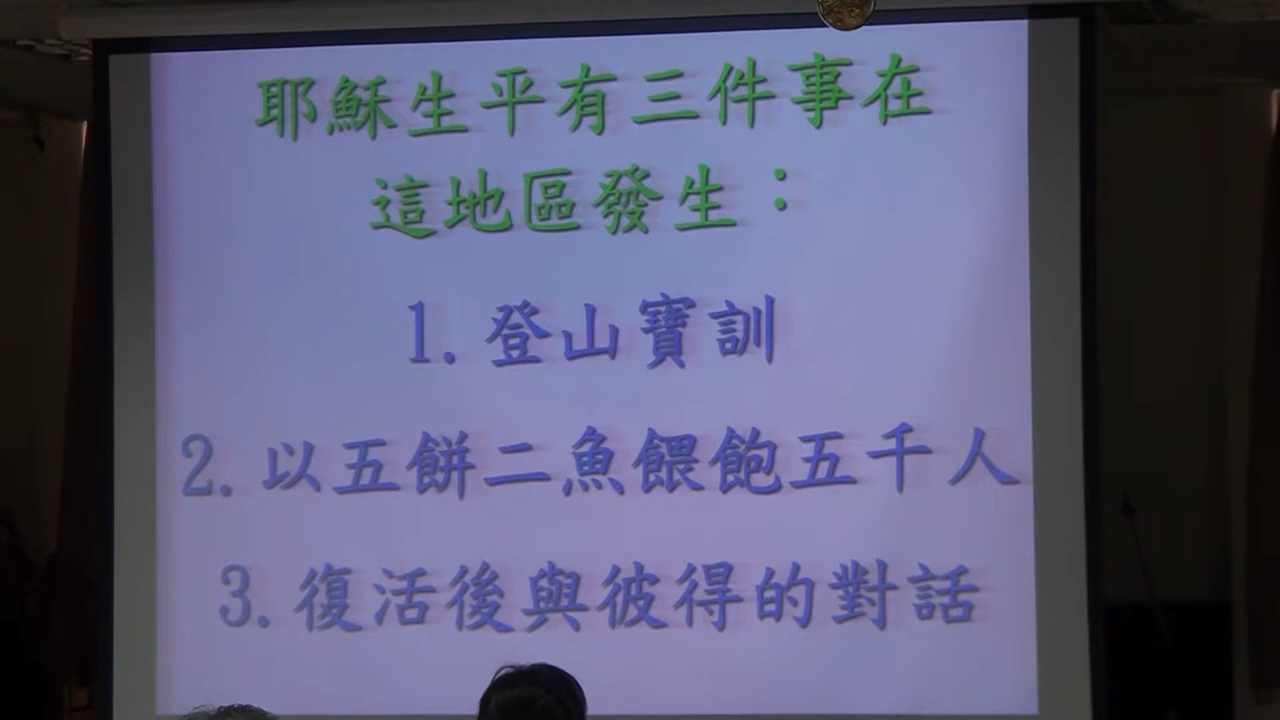 耶穌生平有三件事在
這地區發生：
1. 登山寶訓
2. 以五餅二魚餵飽五千人
3. 復活後與彼得的對話